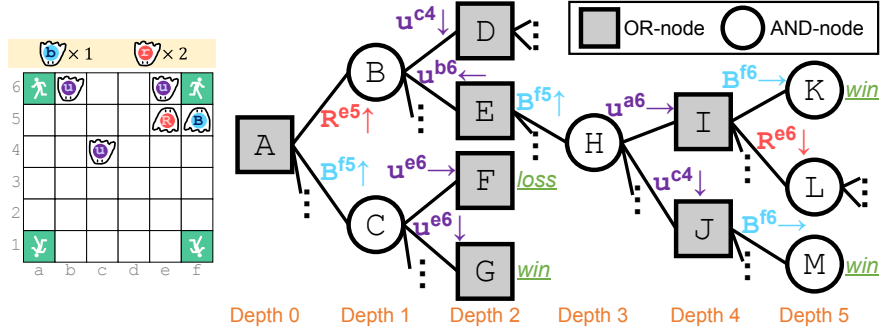 b × 1 r × 2
6 u u
5 R B
4 u
3
2
1
a b c d e f
OR-node AND-node
u^c4↓ D
B u^b6← B^f6→ K win
R^e5↑ E B^f5↑ u^a6→ I
A H R^e6↓
B^f5↑ u^e6→ F loss u^c4↓ L
C u^e6↓ J B^f6→
G win M win
Depth 0 Depth 1 Depth 2 Depth 3 Depth 4 Depth 5